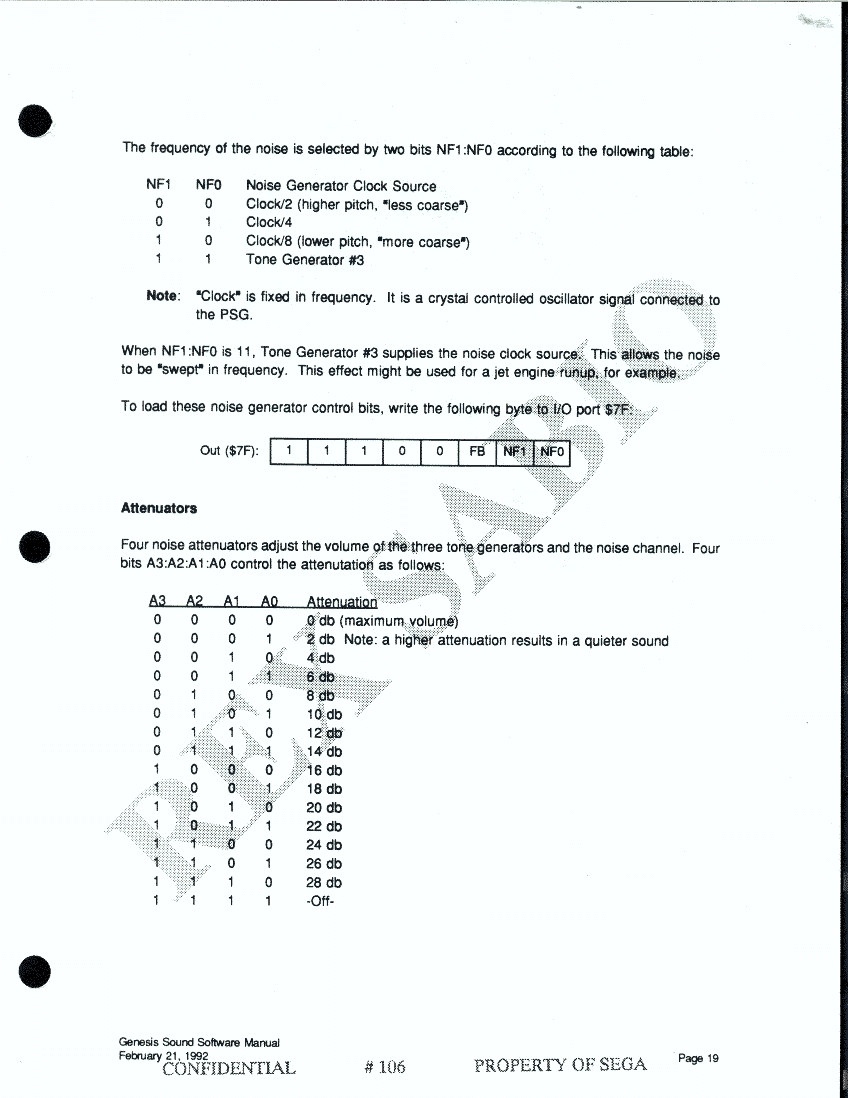 The frequency of the noise is selected by two bits NF1:NF0 according to the following table:
NF1 NF0 Noise Generator Clock Source
0 0 Clock/2 (higher pitch, "less coarse")
0 1 Clock/4
1 0 Clock/8 (lower pitch, "more coarse")
1 1 Tone Generator #3
Note: "Clock" is fixed in frequency. It is a crystal controlled oscillator signal connected to
the PSG.
When NF1:NF0 is 11, Tone Generator #3 supplies the noise clock source. This allows the noise
to be "swept" in frequency. This effect might be used for a jet engine runup, for example.
To load these noise generator control bits, write the following byte to I/O port $7F:
Out ($7F): 1 1 1 0 0 FB NF1 NF0
Attenuators
Four noise attenuators adjust the volume of the three tone generators and the noise channel. Four
bits A3:A2:A1:A0 control the attenutation as follows:
A3 A2 A1 A0 Attenuation
0 0 0 0 0 db (maximum volume)
0 0 0 1 2 db Note: a higher attenuation results in a quieter sound
0 0 1 0 4 db
0 0 1 1 6 db
0 1 0 0 8 db
0 1 0 1 10 db
0 1 1 0 12 db
0 1 1 1 14 db
1 0 0 0 16 db
1 0 0 1 18 db
1 0 1 0 20 db
1 0 1 1 22 db
1 1 0 0 24 db
1 1 0 1 26 db
1 1 1 0 28 db
1 1 1 1 -Off-
Genesis Sound Software Manual
February 21, 1992
CONFIDENTIAL # 106 PROPERTY OF SEGA Page 19